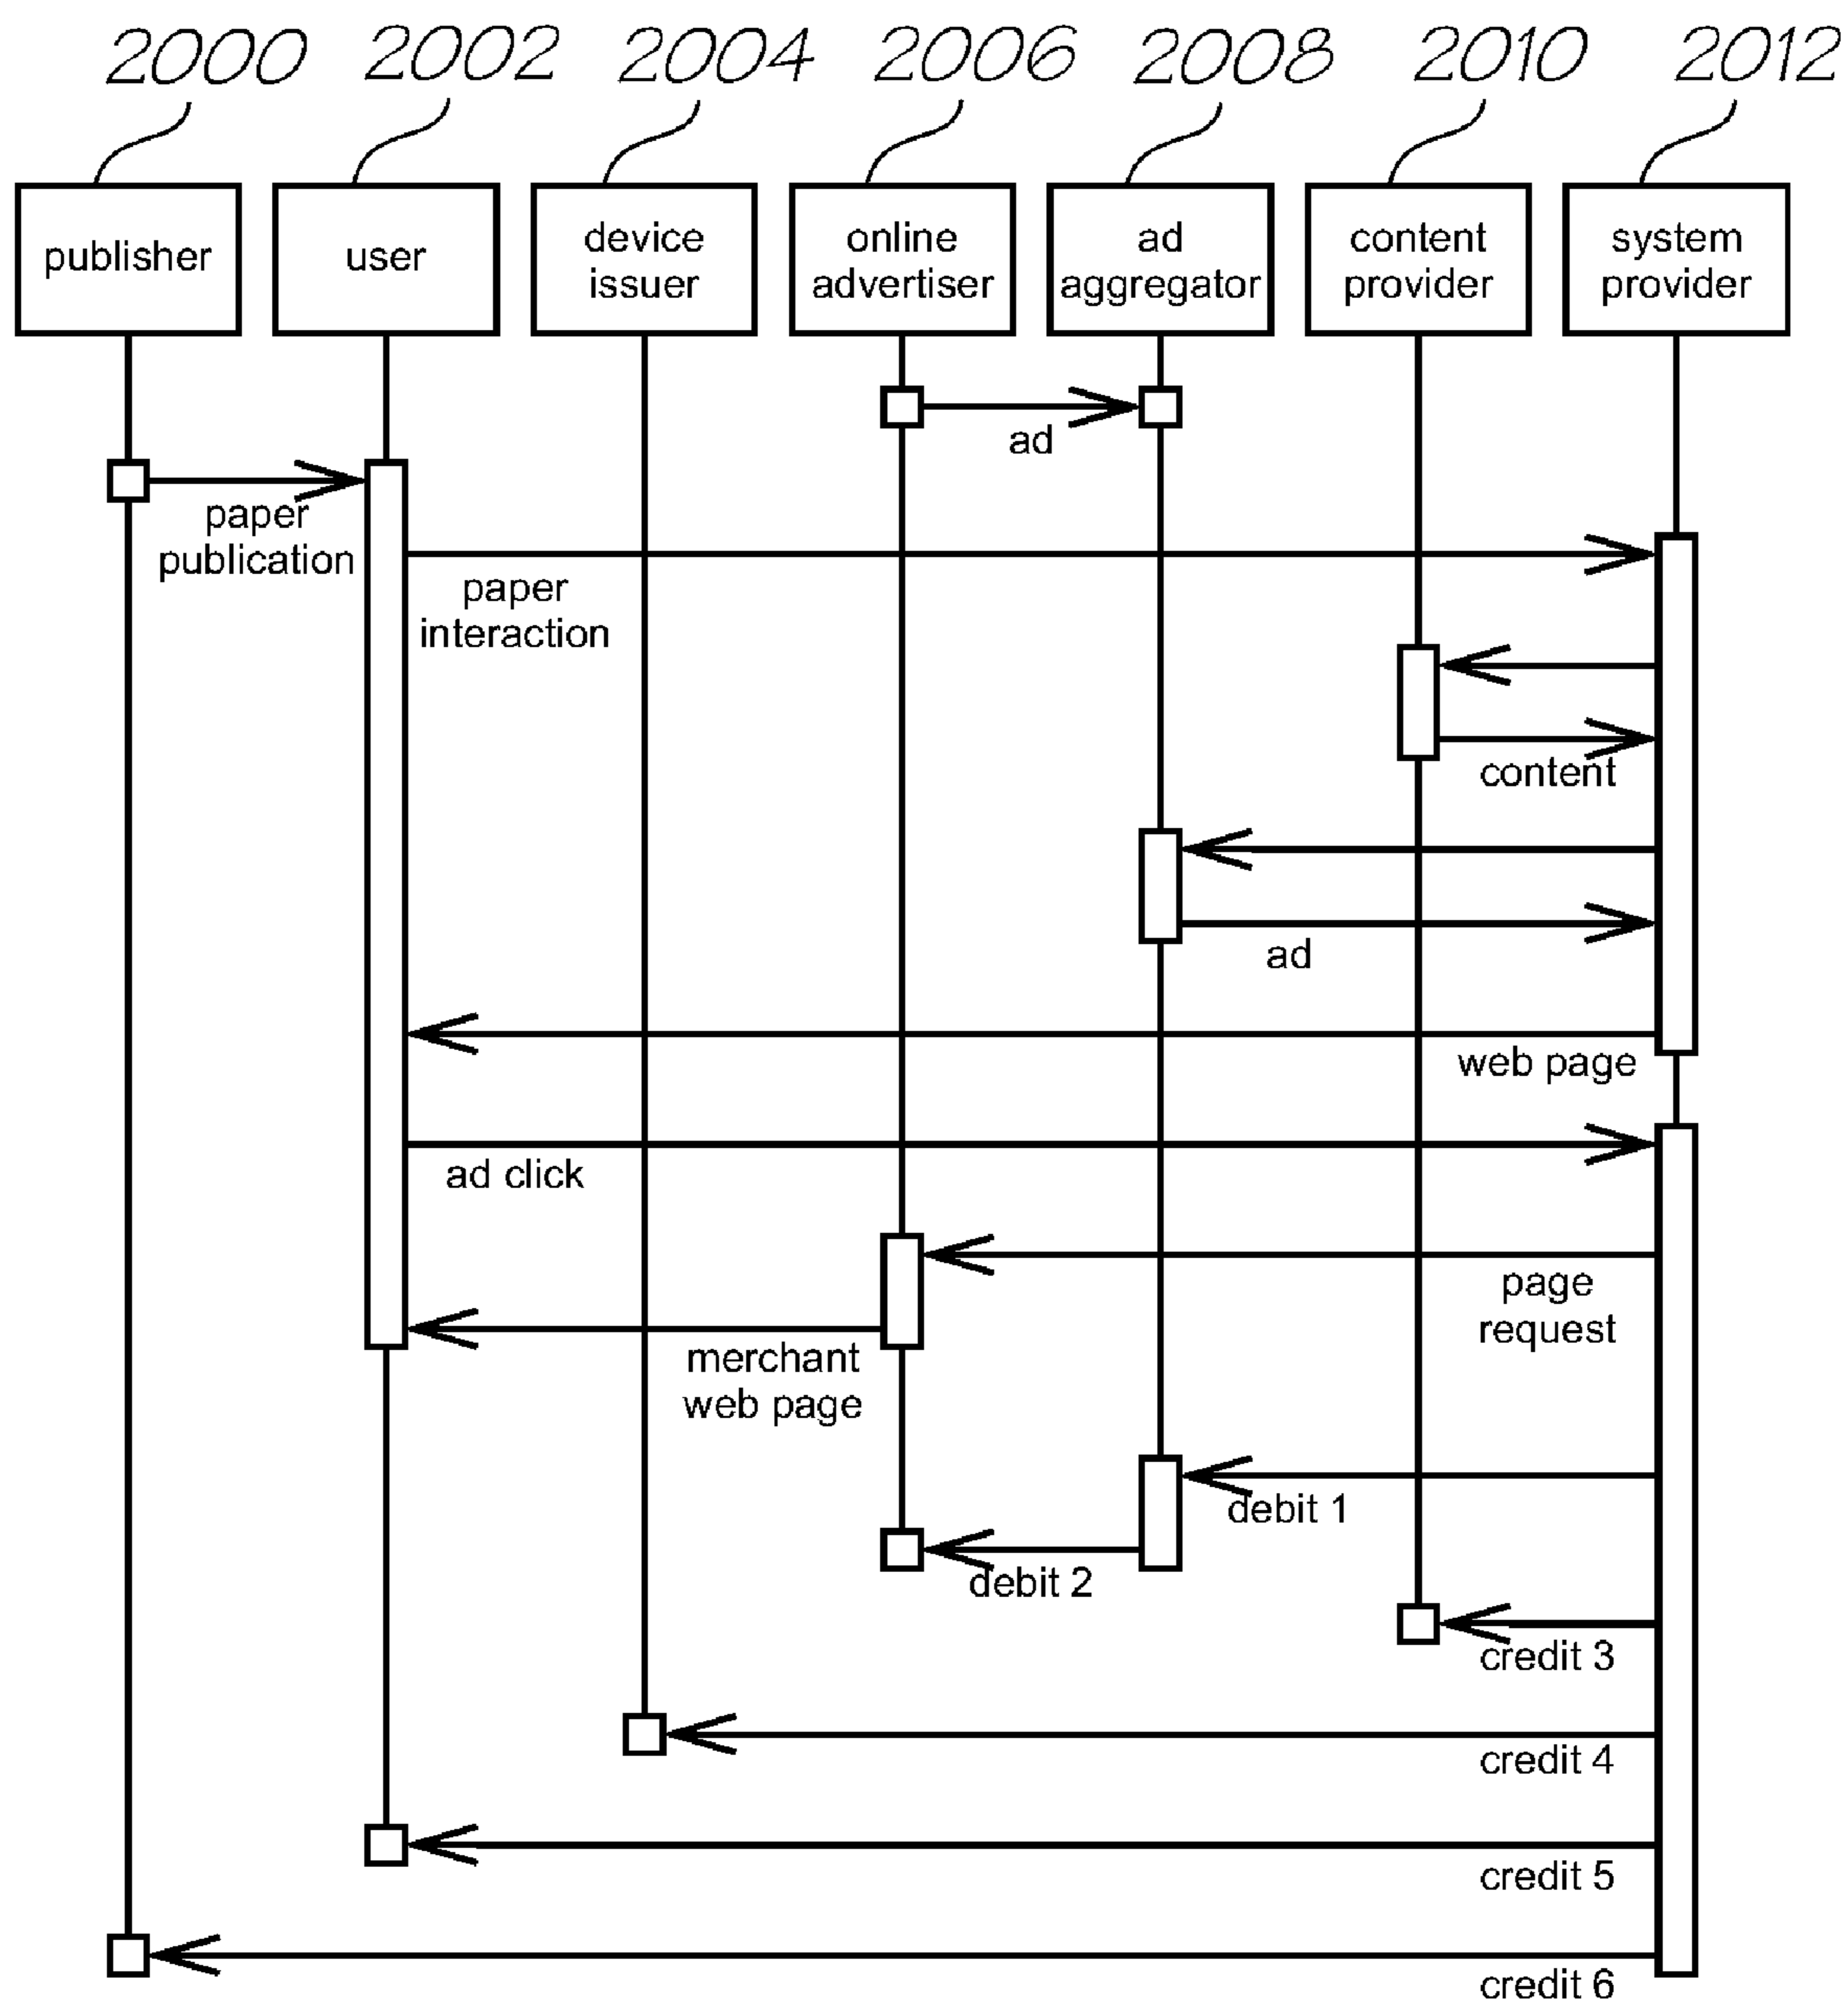 2000 2002 2004 2006 2008 2010 2012
publisher
user
device
issuer
online
advertiser
ad
aggregator
content
provider
system
provider
ad
paper
publication
paper
interaction
content
ad
web page
ad click
page
request
merchant
web page
debit 1
debit 2
credit 3
credit 4
credit 5
credit 6